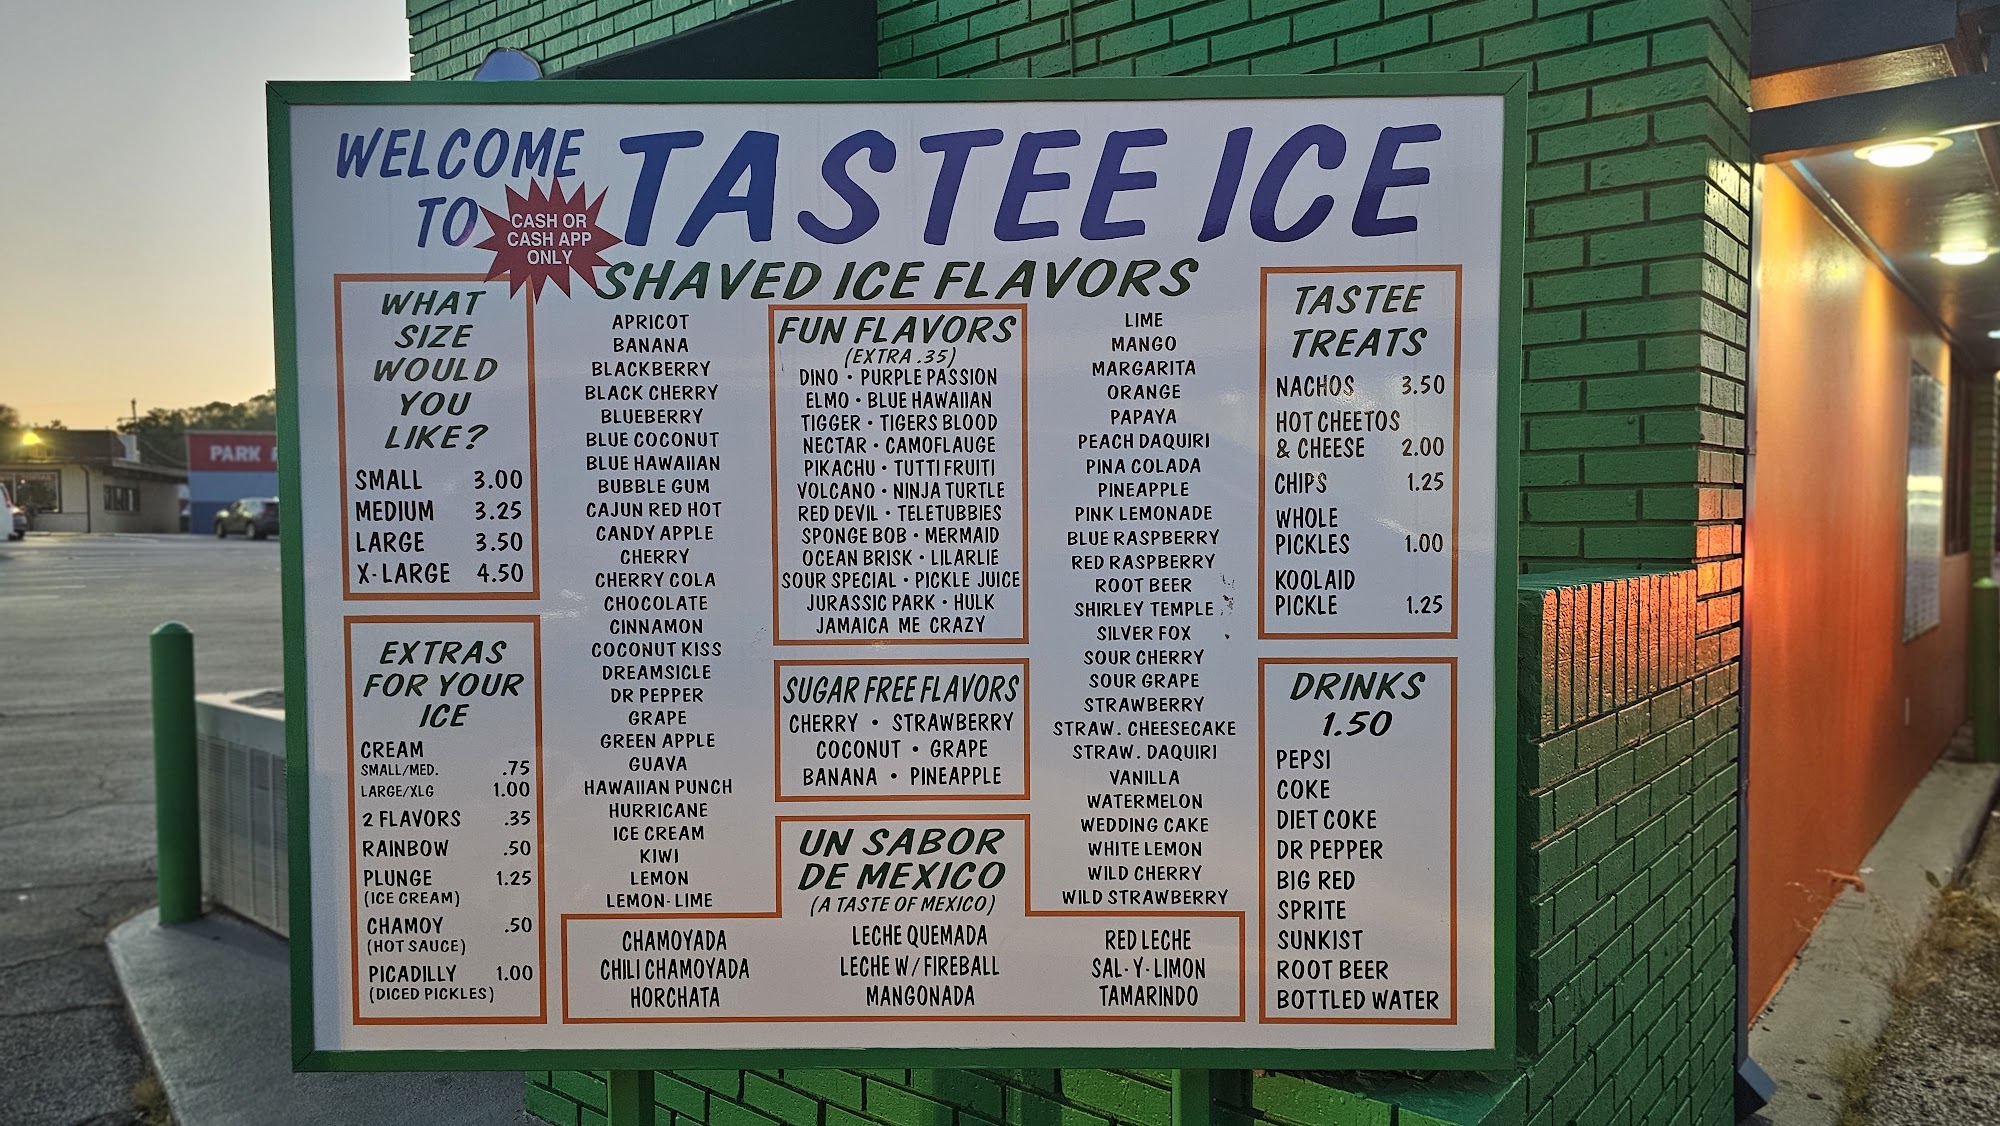 WELCOME
TO
TASTEE ICE
CASH OR
CASH APP
ONLY
SHAVED ICE FLAVORS
WHAT
SIZE
WOULD
YOU
LIKE?
SMALL 3.00
MEDIUM 3.25
LARGE 3.50
X-LARGE 4.50
EXTRAS
FOR YOUR
ICE
CREAM
SMALL/MED. .75
LARGE/XLG 1.00
2 FLAVORS .35
RAINBOW .50
PLUNGE 1.25
(ICE CREAM)
CHAMOY .50
(HOT SAUCE)
PICADILLY 1.00
(DICED PICKLES)
APRICOT
BANANA
BLACKBERRY
BLACK CHERRY
BLUEBERRY
BLUE COCONUT
BLUE HAWAIIAN
BUBBLE GUM
CAJUN RED HOT
CANDY APPLE
CHERRY
CHERRY COLA
CHOCOLATE
CINNAMON
COCONUT KISS
DREAMSICLE
DR PEPPER
GRAPE
GREEN APPLE
GUAVA
HAWAIIAN PUNCH
HURRICANE
ICE CREAM
KIWI
LEMON
LEMON-LIME
FUN FLAVORS
(EXTRA .35)
DINO • PURPLE PASSION
ELMO • BLUE HAWAIIAN
TIGGER • TIGERS BLOOD
NECTAR • CAMOFLAUGE
PIKACHU • TUTTI FRUITI
VOLCANO • NINJA TURTLE
RED DEVIL • TELETUBBIES
SPONGE BOB • MERMAID
OCEAN BRISK • LILARLIE
SOUR SPECIAL • PICKLE JUICE
JURASSIC PARK • HULK
JAMAICA ME CRAZY
SUGAR FREE FLAVORS
CHERRY • STRAWBERRY
COCONUT • GRAPE
BANANA • PINEAPPLE
LIME
MANGO
MARGARITA
ORANGE
PAPAYA
PEACH DAQUIRI
PINA COLADA
PINEAPPLE
PINK LEMONADE
BLUE RASPBERRY
RED RASPBERRY
ROOT BEER
SHIRLEY TEMPLE
SILVER FOX
SOUR CHERRY
SOUR GRAPE
STRAWBERRY
STRAW. CHEESECAKE
STRAW. DAQUIRI
VANILLA
WATERMELON
WEDDING CAKE
WHITE LEMON
WILD CHERRY
WILD STRAWBERRY
UN SABOR
DE MEXICO
(A TASTE OF MEXICO)
CHAMOYADA
CHILI CHAMOYADA
HORCHATA
LECHE QUEMADA
LECHE W/ FIREBALL
MANGONADA
RED LECHE
SAL-Y-LIMON
TAMARINDO
TASTEE
TREATS
NACHOS 3.50
HOT CHEETOS
& CHEESE 2.00
CHIPS 1.25
WHOLE
PICKLES 1.00
KOOLAID
PICKLE 1.25
DRINKS
1.50
PEPSI
COKE
DIET COKE
DR PEPPER
BIG RED
SPRITE
SUNKIST
ROOT BEER
BOTTLED WATER
PARK